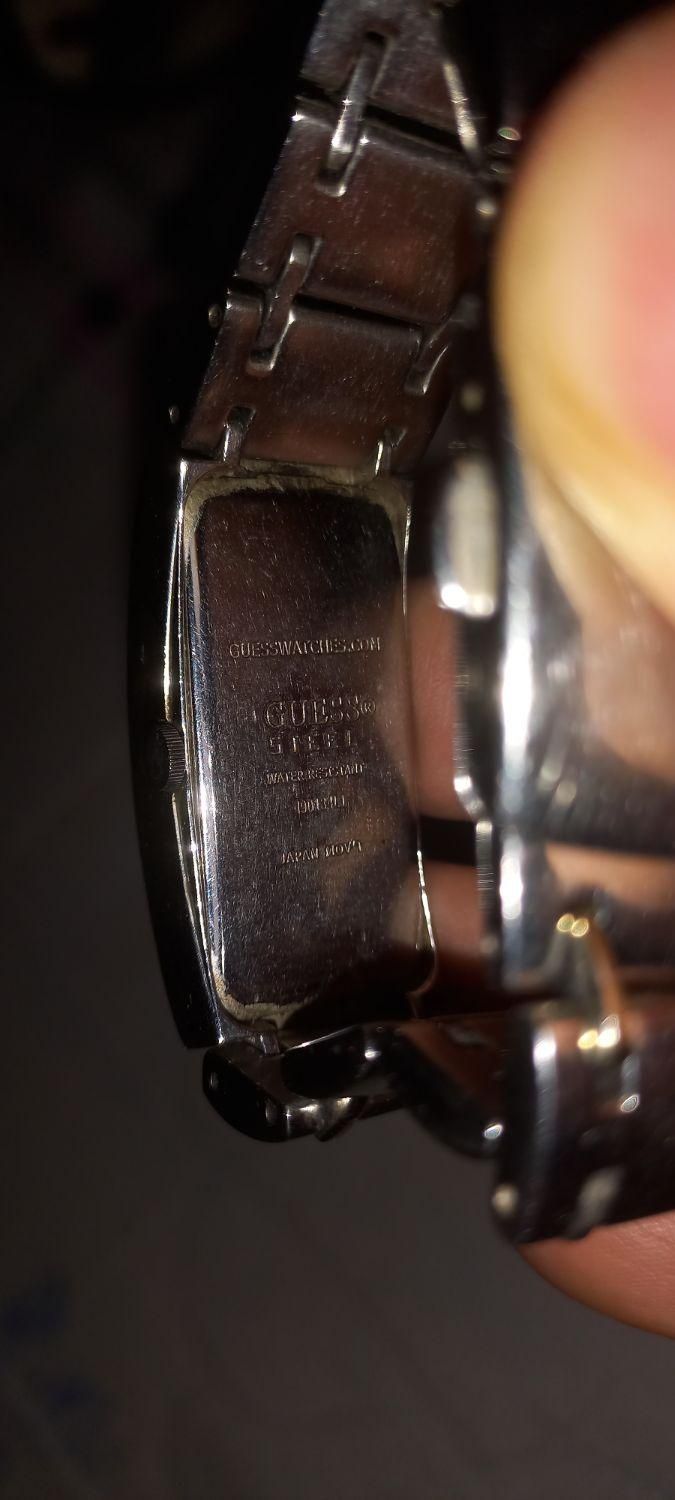 GUESSWATCHES.COM
GUESS®
STEEL
WATER RESISTANT
JAPAN MOV'T